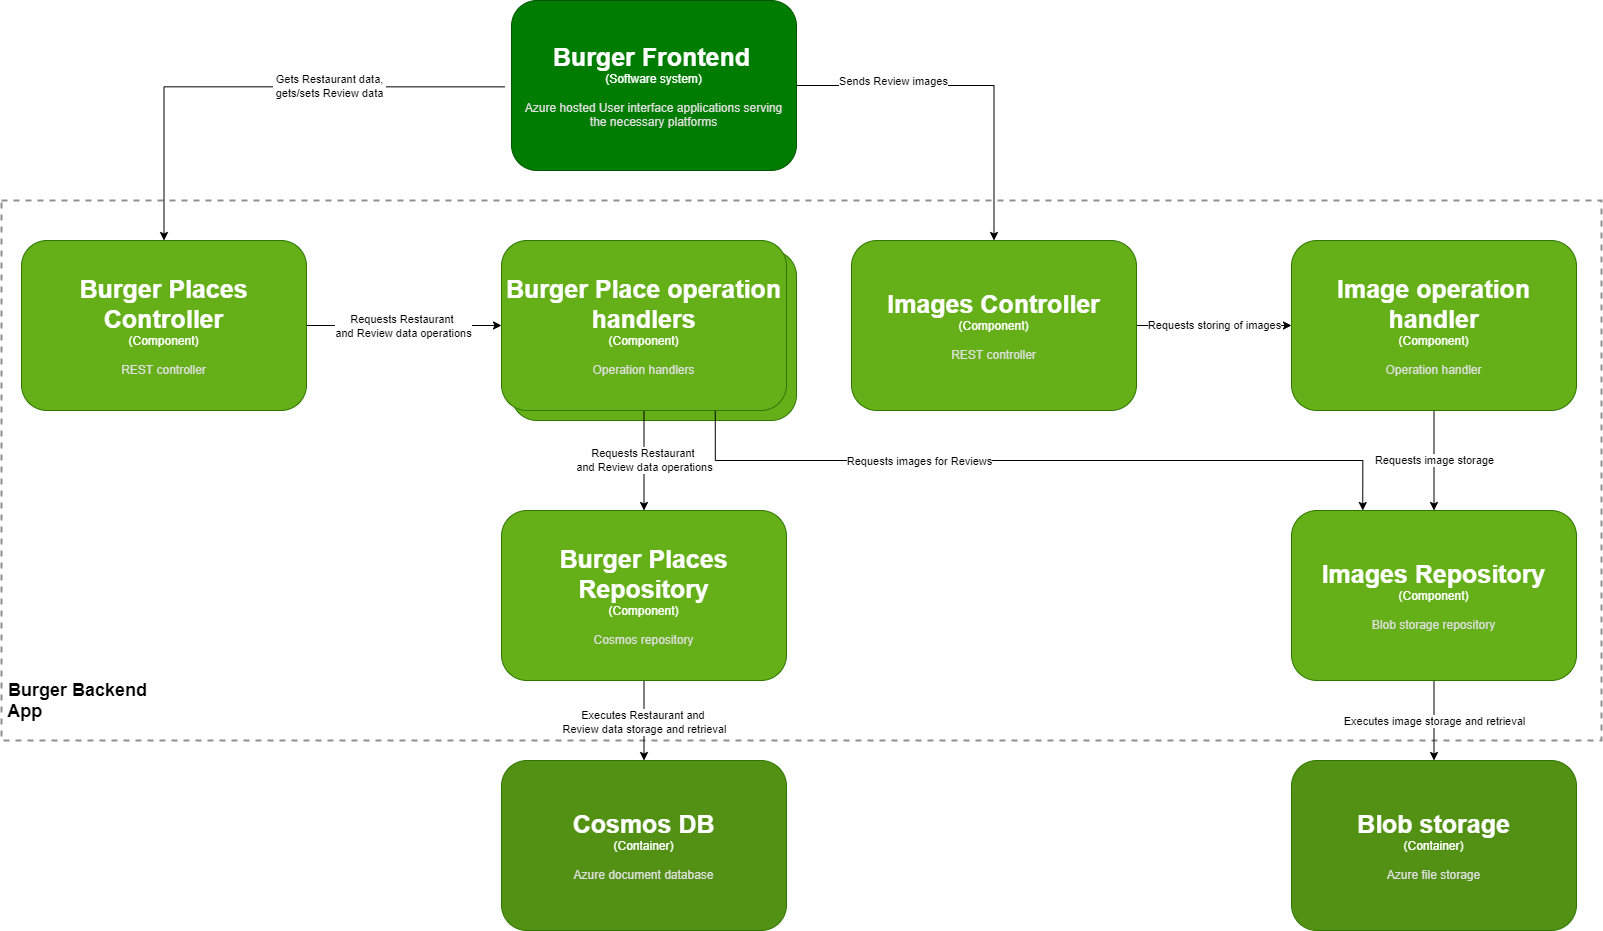 Burger Frontend
(Software system)
Azure hosted User interface applications serving
the necessary platforms
Gets Restaurant data,
gets/sets Review data
Sends Review images
Burger Places
Controller
(Component)
REST controller
Requests Restaurant
and Review data operations
Burger Place operation
handlers
(Component)
Operation handlers
Images Controller
(Component)
REST controller
Requests storing of images
Image operation
handler
(Component)
Operation handler
Requests Restaurant
and Review data operations
Requests images for Reviews
Requests image storage
Burger Places
Repository
(Component)
Cosmos repository
Images Repository
(Component)
Blob storage repository
Burger Backend
App
Executes Restaurant and
Review data storage and retrieval
Executes image storage and retrieval
Cosmos DB
(Container)
Azure document database
Blob storage
(Container)
Azure file storage